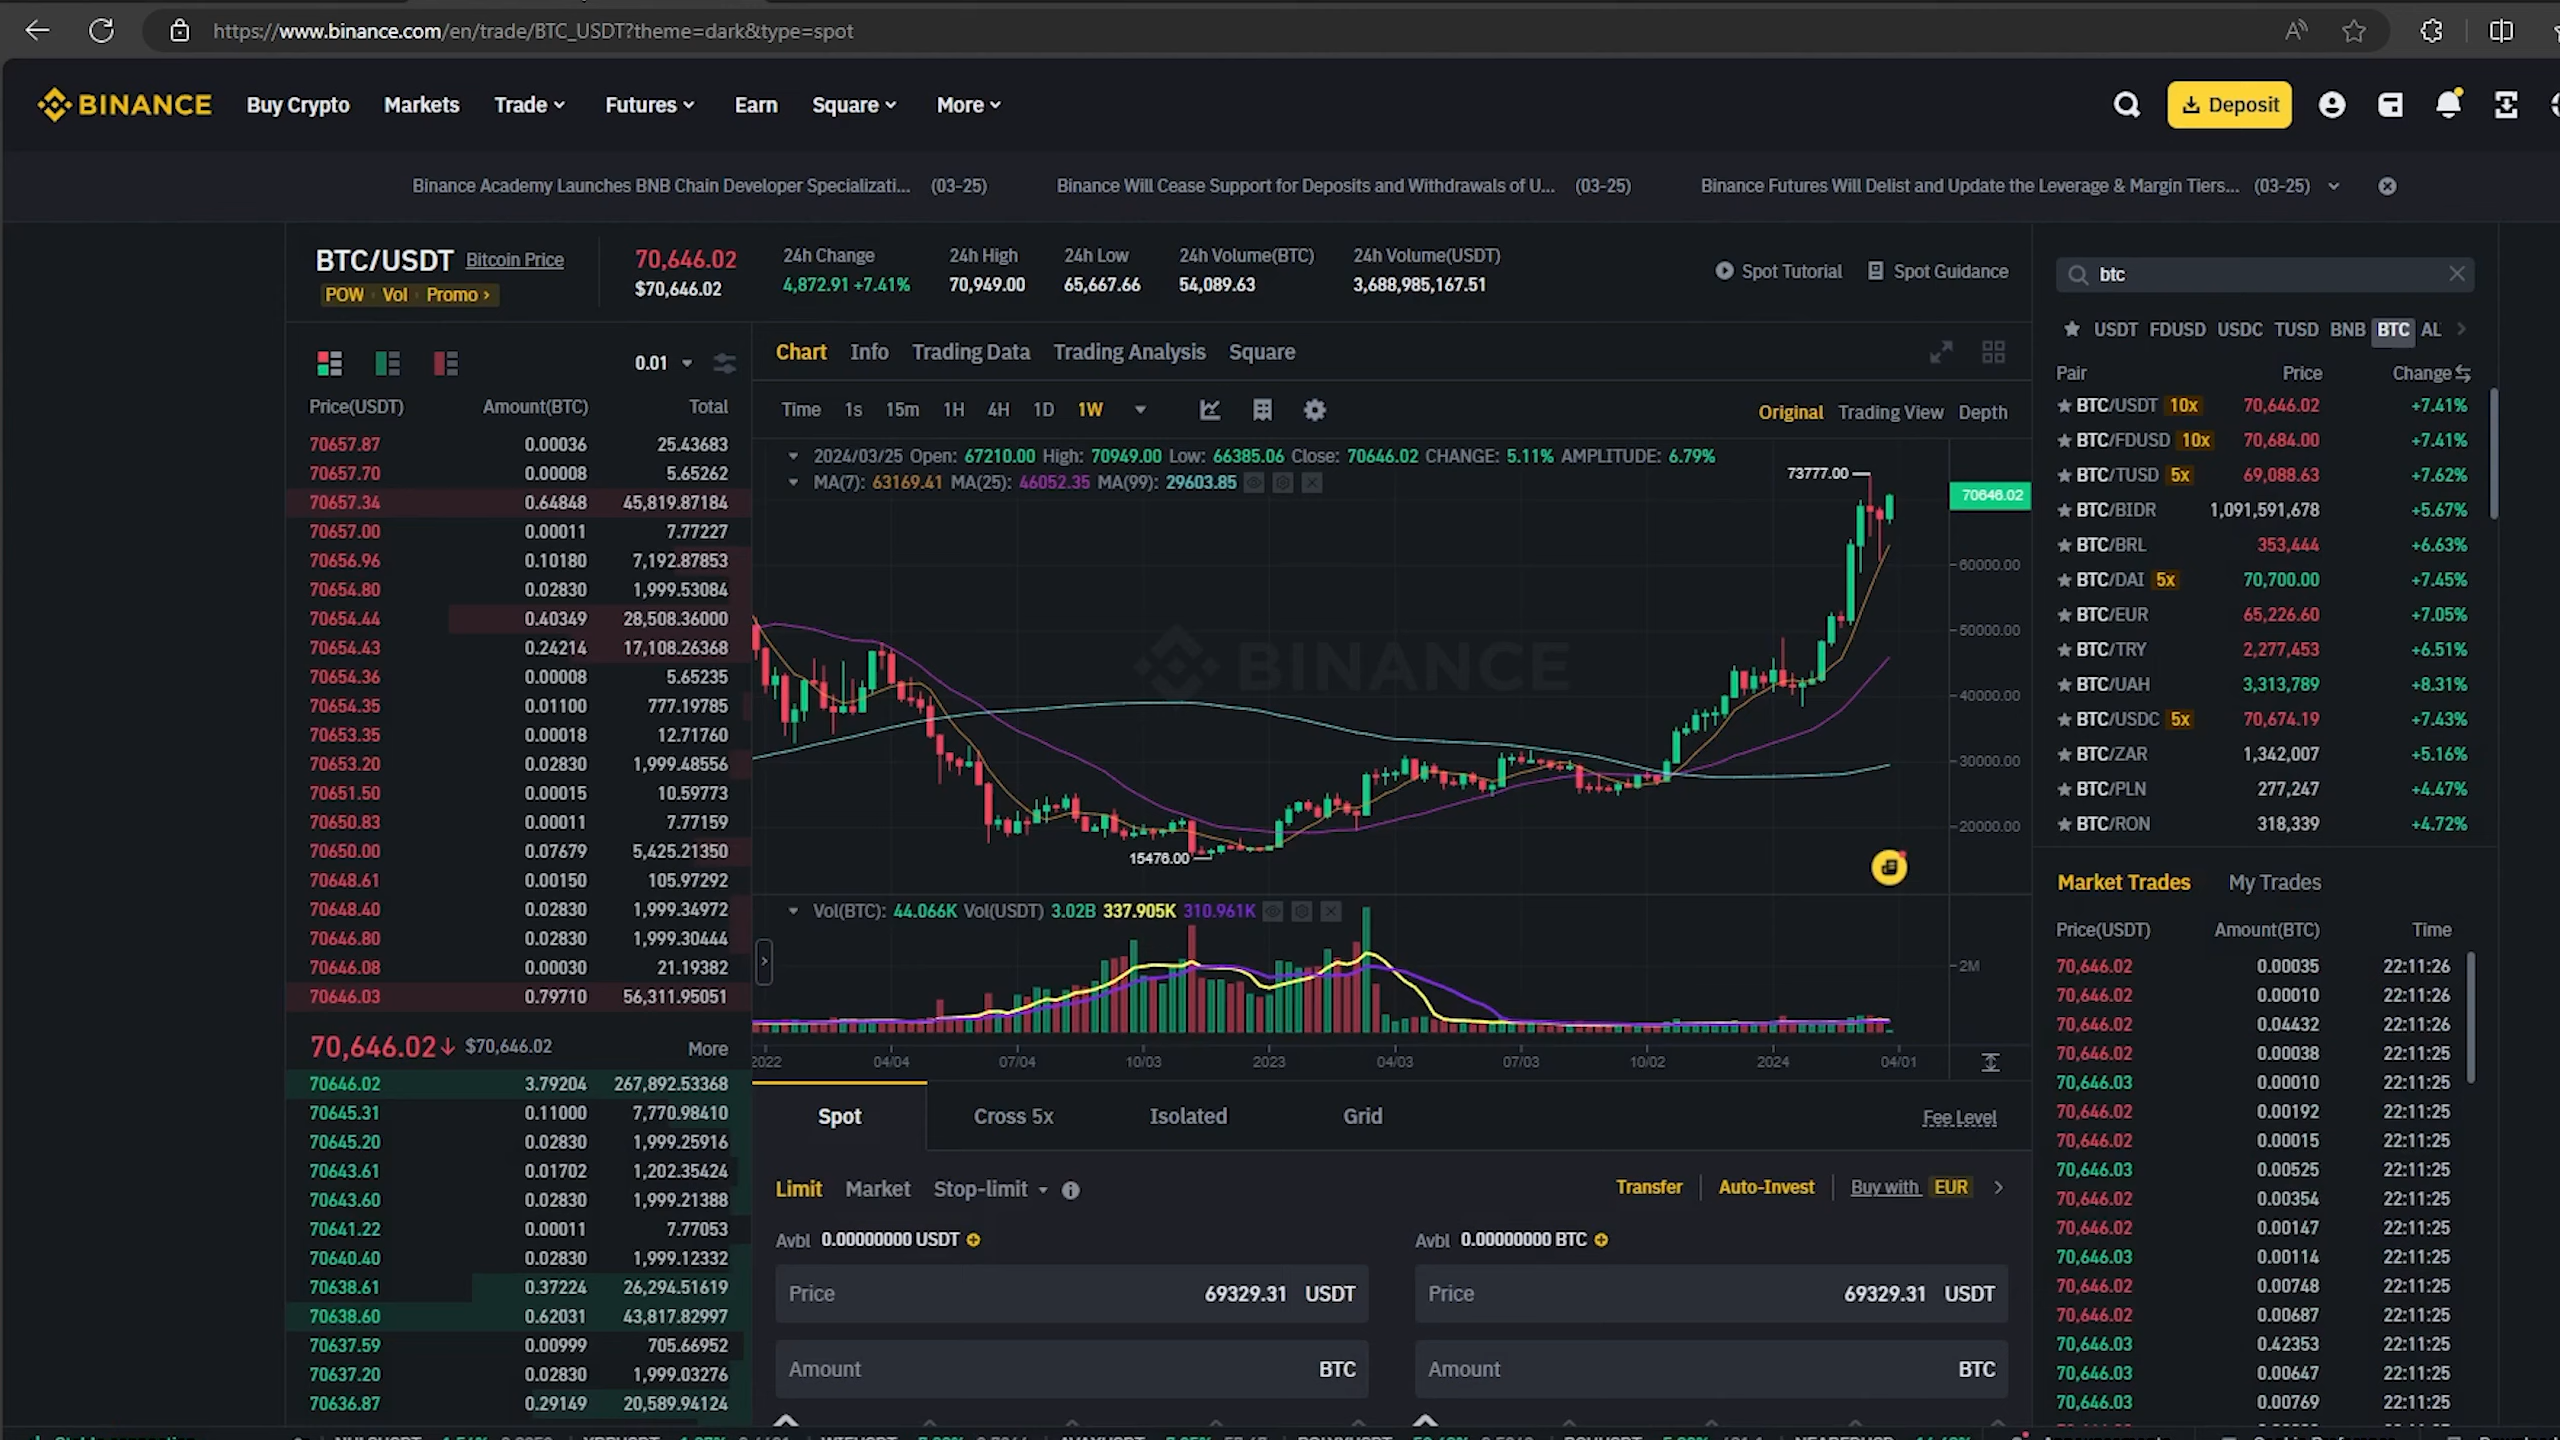 https://www.binance.com/en/trade/BTC_USDT?theme=dark&type=spot
BINANCE Buy Crypto Markets Trade Futures Earn Square More Deposit
Binance Academy Launches BNB Chain Developer Specializati... (03-25) Binance Will Cease Support for Deposits and Withdrawals of U... (03-25) Binance Futures Will Delist and Update the Leverage & Margin Tiers... (03-25)
BTC/USDT Bitcoin Price
POW Vol Promo
70,646.02
$70,646.02
24h Change
4,872.91 +7.41%
24h High
70,949.00
24h Low
65,667.66
24h Volume(BTC)
54,089.63
24h Volume(USDT)
3,688,985,167.51
Spot Tutorial Spot Guidance
0.01
Price(USDT) Amount(BTC) Total
70657.87 0.00036 25.43683
70657.70 0.00008 5.65262
70657.34 0.64848 45,819.87184
70657.00 0.00011 7.77227
70656.96 0.10180 7,192.87853
70654.80 0.02830 1,999.53084
70654.44 0.40349 28,508.36000
70654.43 0.24214 17,108.26368
70654.36 0.00008 5.65235
70654.35 0.01100 777.19785
70653.35 0.00018 12.71760
70653.20 0.02830 1,999.48556
70651.50 0.00015 10.59773
70650.83 0.00011 7.77159
70650.00 0.07679 5,425.21350
70648.61 0.00150 105.97292
70648.40 0.02830 1,999.34972
70646.80 0.02830 1,999.30444
70646.08 0.00030 21.19382
70646.03 0.79710 56,311.95051
70,646.02↓ $70,646.02 More
70646.02 3.79204 267,892.53368
70645.31 0.11000 7,770.98410
70645.20 0.02830 1,999.25916
70643.61 0.01702 1,202.35424
70643.60 0.02830 1,999.21388
70641.22 0.00011 7.77053
70640.40 0.02830 1,999.12332
70638.61 0.37224 26,294.51619
70638.60 0.62031 43,817.82997
70637.59 0.00999 705.66952
70637.20 0.02830 1,999.03276
70636.87 0.29149 20,589.94124
Chart Info Trading Data Trading Analysis Square
Time 1s 15m 1H 4H 1D 1W
Original Trading View Depth
2024/03/25 Open: 67210.00 High: 70949.00 Low: 66385.06 Close: 70646.02 CHANGE: 5.11% AMPLITUDE: 6.79%
MA(7): 63169.41 MA(25): 46052.35 MA(99): 29603.85
73777.00
70646.02
60000.00
50000.00
BINANCE
40000.00
30000.00
20000.00
15476.00
Vol(BTC): 44.066K Vol(USDT) 3.02B 337.905K 310.961K
2M
2022 04/04 07/04 10/03 2023 04/03 07/03 10/02 2024 04/01
Spot Cross 5x Isolated Grid Fee Level
Limit Market Stop-limit
Transfer Auto-Invest Buy with EUR
Avbl 0.00000000 USDT
Price 69329.31 USDT
Amount BTC
Avbl 0.00000000 BTC
Price 69329.31 USDT
Amount BTC
btc
USDT FDUSD USDC TUSD BNB BTC AL
Pair Price Change
BTC/USDT 10x 70,646.02 +7.41%
BTC/FDUSD 10x 70,684.00 +7.41%
BTC/TUSD 5x 69,088.63 +7.62%
BTC/BIDR 1,091,591,678 +5.67%
BTC/BRL 353,444 +6.63%
BTC/DAI 5x 70,700.00 +7.45%
BTC/EUR 65,226.60 +7.05%
BTC/TRY 2,277,453 +6.51%
BTC/UAH 3,313,789 +8.31%
BTC/USDC 5x 70,674.19 +7.43%
BTC/ZAR 1,342,007 +5.16%
BTC/PLN 277,247 +4.47%
BTC/RON 318,339 +4.72%
Market Trades My Trades
Price(USDT) Amount(BTC) Time
70,646.02 0.00035 22:11:26
70,646.02 0.00010 22:11:26
70,646.02 0.04432 22:11:26
70,646.02 0.00038 22:11:25
70,646.03 0.00010 22:11:25
70,646.02 0.00192 22:11:25
70,646.02 0.00015 22:11:25
70,646.03 0.00525 22:11:25
70,646.02 0.00354 22:11:25
70,646.02 0.00147 22:11:25
70,646.03 0.00114 22:11:25
70,646.02 0.00748 22:11:25
70,646.02 0.00687 22:11:25
70,646.03 0.42353 22:11:25
70,646.03 0.00647 22:11:25
70,646.03 0.00769 22:11:25